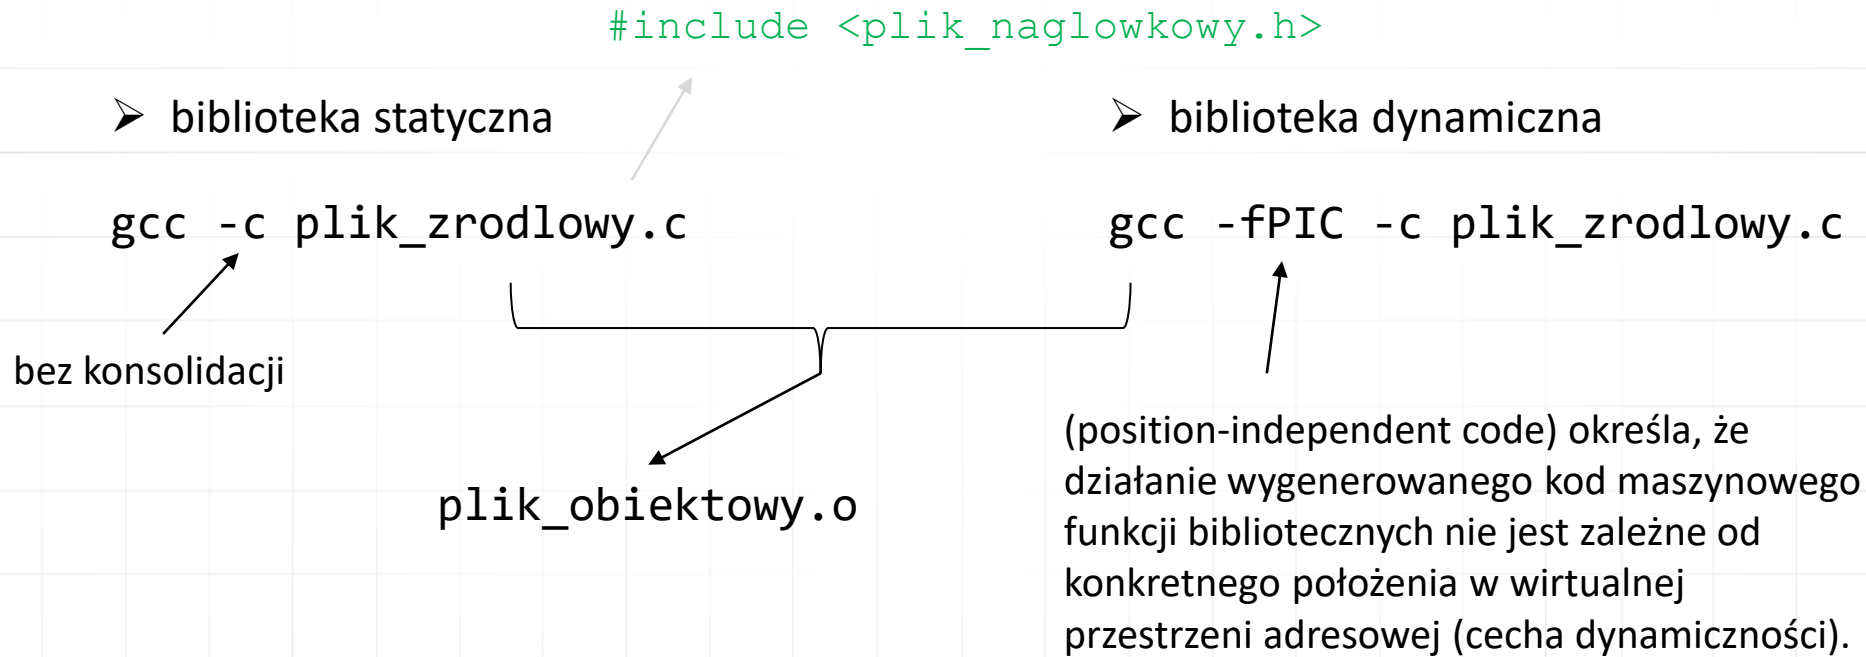 #include <plik_naglowkowy.h>
➢ biblioteka statyczna
gcc -c plik_zrodlowy.c
bez konsolidacji
plik_obiektowy.o
➢ biblioteka dynamiczna
gcc -fPIC -c plik_zrodlowy.c
(position-independent code) określa, że
działanie wygenerowanego kod maszynowego
funkcji bibliotecznych nie jest zależne od
konkretnego położenia w wirtualnej
przestrzeni adresowej (cecha dynamiczności).